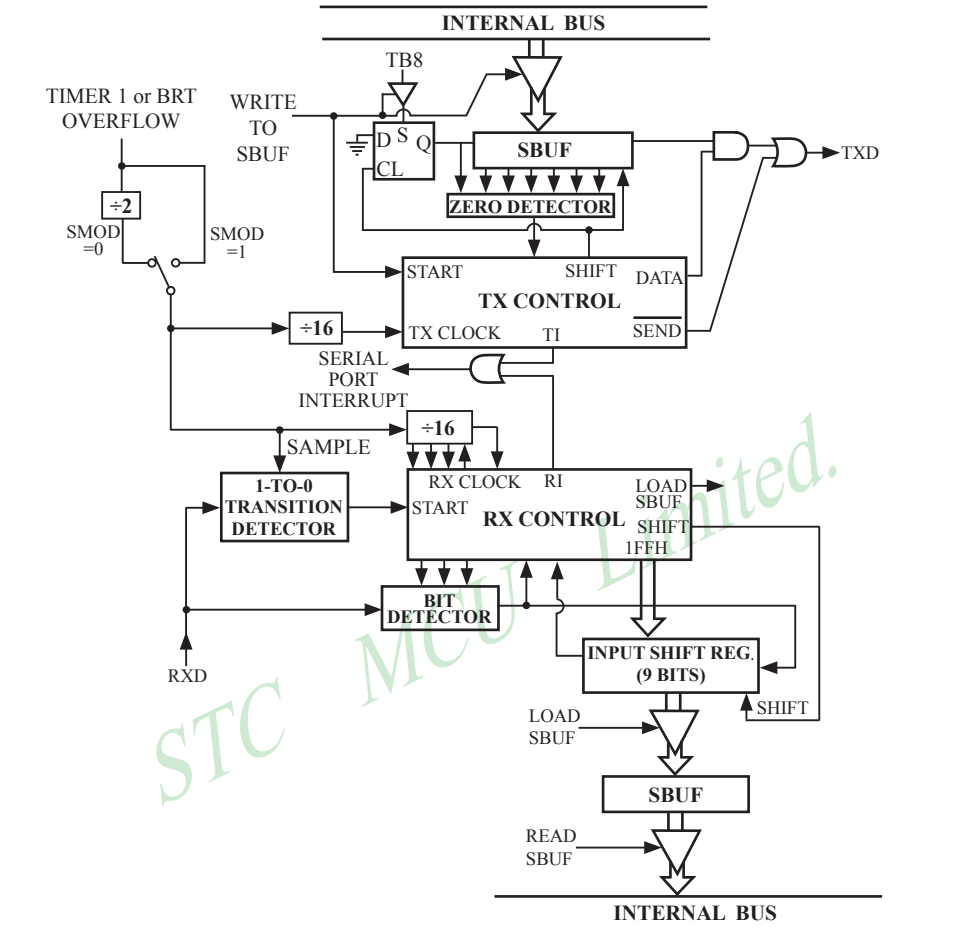 INTERNAL BUS
TB8
TIMER 1 or BRT
OVERFLOW
WRITE
TO
SBUF
D S Q
CL
SBUF
TXD
÷2
ZERO DETECTOR
SMOD
=0
SMOD
=1
START
SHIFT
DATA
TX CONTROL
÷16
TX CLOCK
TI
SEND
SERIAL
PORT
INTERRUPT
÷16
SAMPLE
RX CLOCK
RI
LOAD
SBUF
1-TO-0
TRANSITION
DETECTOR
START
RX CONTROL
SHIFT
1FFH
BIT
DETECTOR
RXD
INPUT SHIFT REG.
(9 BITS)
SHIFT
LOAD
SBUF
SBUF
READ
SBUF
INTERNAL BUS
STC MCU Limited.